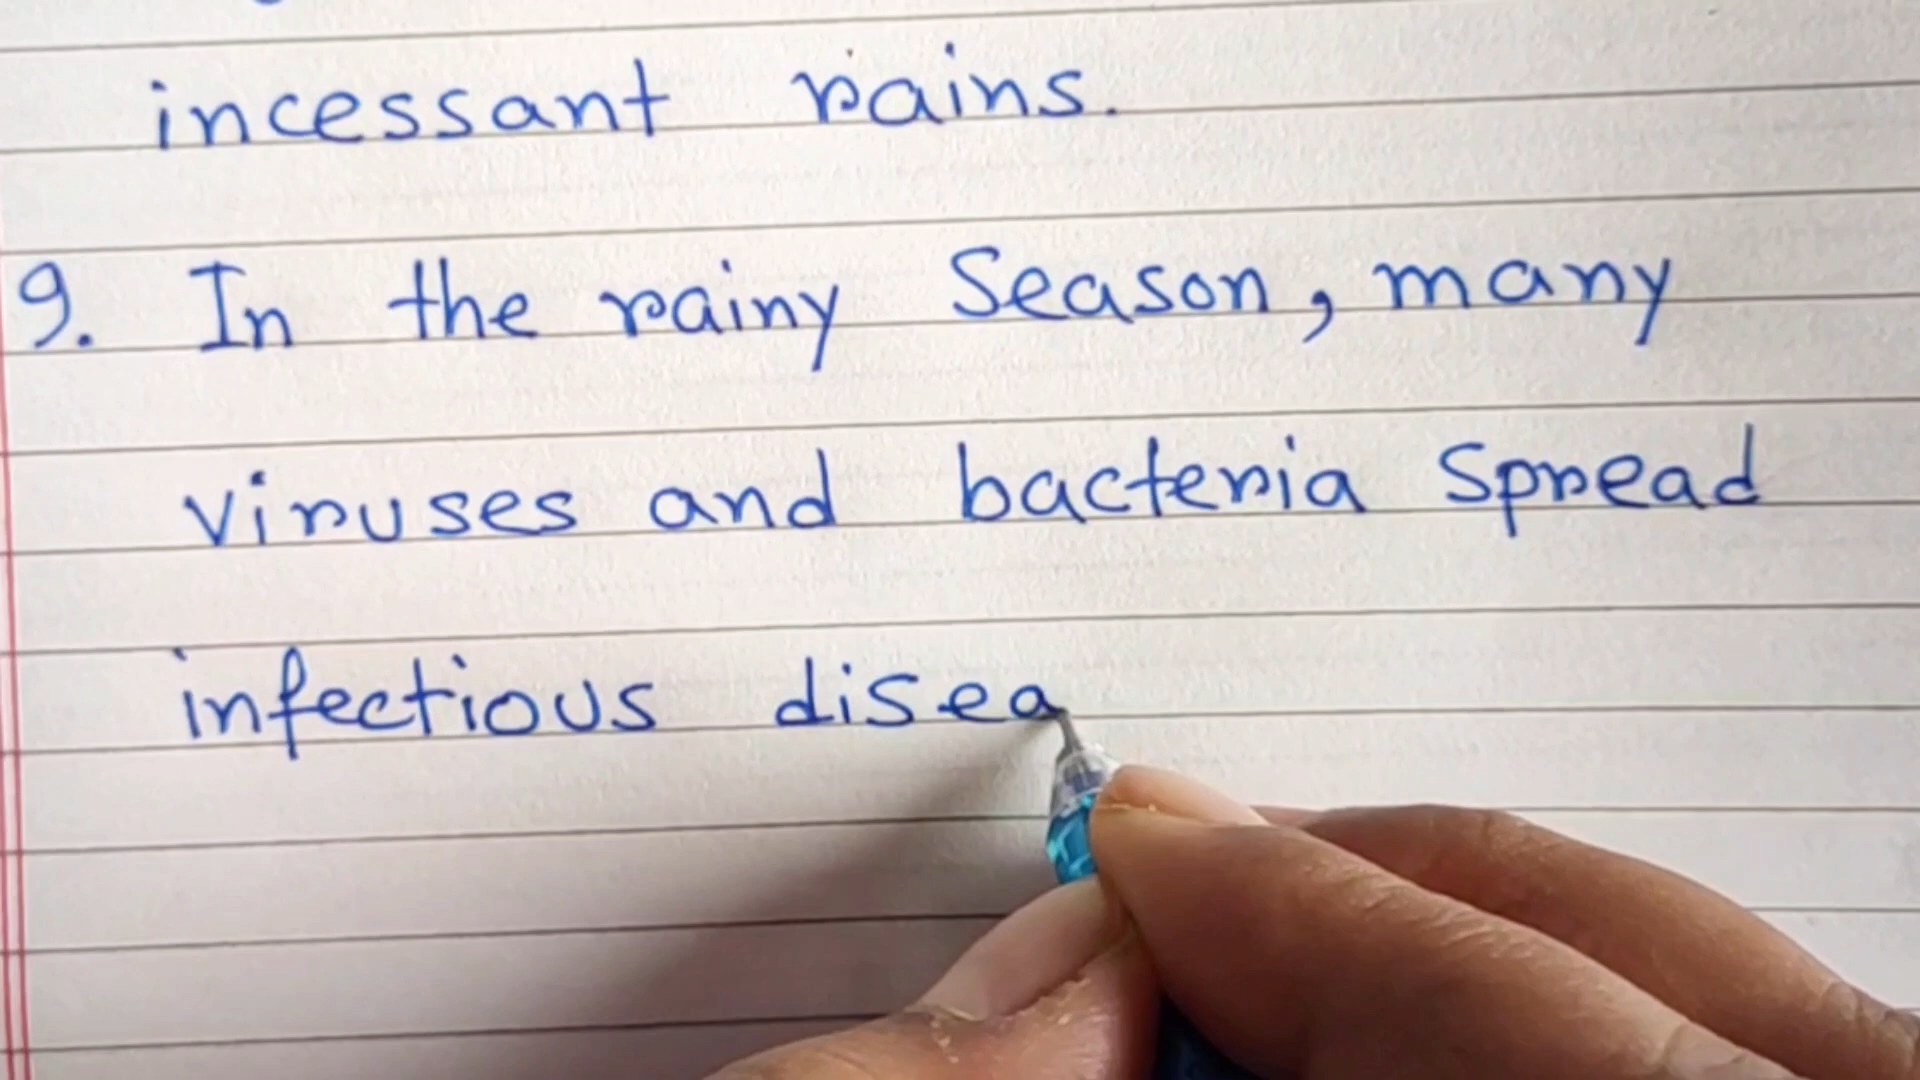 incessant rains.
9. In the rainy Season, many
viruses and bacteria Spread
infectious disea